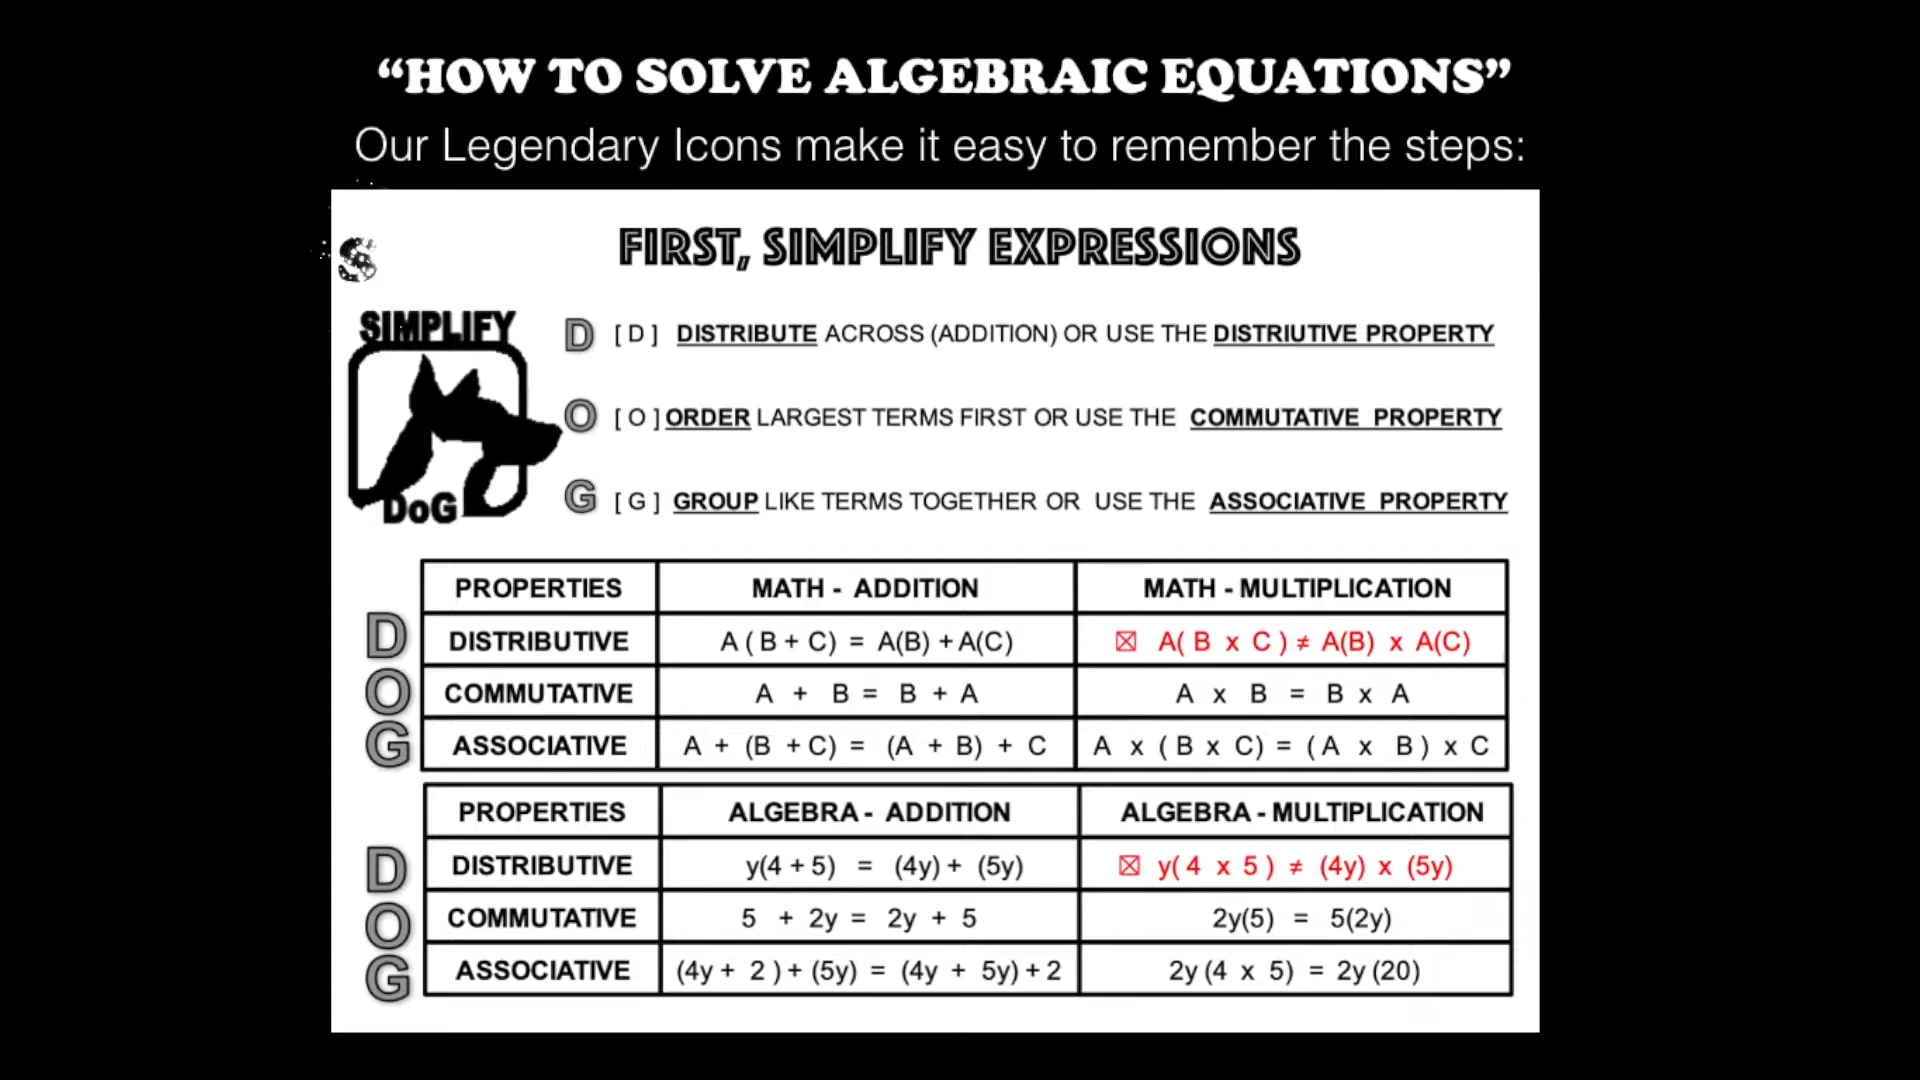 “HOW TO SOLVE ALGEBRAIC EQUATIONS”
Our Legendary Icons make it easy to remember the steps:
S
FIRST, SIMPLIFY EXPRESSIONS
SIMPLIFY
DoG
D [ D ] DISTRIBUTE ACROSS (ADDITION) OR USE THE DISTRIUTIVE PROPERTY
O [ O ] ORDER LARGEST TERMS FIRST OR USE THE COMMUTATIVE PROPERTY
G [ G ] GROUP LIKE TERMS TOGETHER OR USE THE ASSOCIATIVE PROPERTY
PROPERTIES MATH - ADDITION MATH - MULTIPLICATION
D DISTRIBUTIVE A ( B + C) = A(B) + A(C) ☒ A( B x C ) ≠ A(B) x A(C)
O COMMUTATIVE A + B = B + A A x B = B x A
G ASSOCIATIVE A + (B + C) = (A + B) + C A x ( B x C) = ( A x B ) x C
PROPERTIES ALGEBRA - ADDITION ALGEBRA - MULTIPLICATION
D DISTRIBUTIVE y(4 + 5) = (4y) + (5y) ☒ y( 4 x 5 ) ≠ (4y) x (5y)
O COMMUTATIVE 5 + 2y = 2y + 5 2y(5) = 5(2y)
G ASSOCIATIVE (4y + 2 ) + (5y) = (4y + 5y) + 2 2y (4 x 5) = 2y (20)